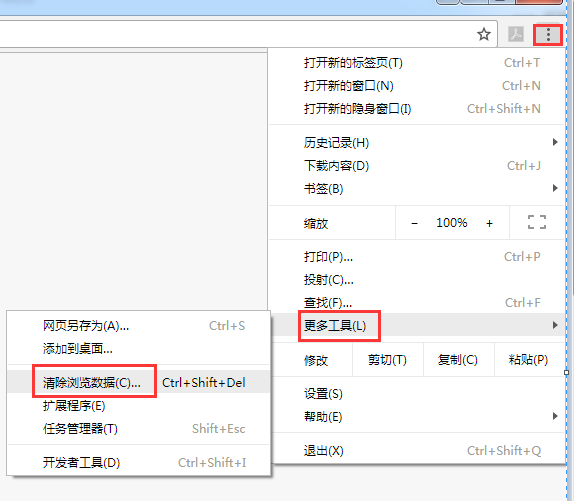 打开新的标签页(T) Ctrl+T
打开新的窗口(N) Ctrl+N
打开新的隐身窗口(I) Ctrl+Shift+N
历史记录(H)
下载内容(D) Ctrl+J
书签(B)
缩放 − 100% +
打印(P)... Ctrl+P
投射(C)...
查找(F)... Ctrl+F
更多工具(L)
修改 剪切(T) 复制(C) 粘贴(P)
设置(S)
帮助(E)
退出(X) Ctrl+Shift+Q
网页另存为(A)... Ctrl+S
添加到桌面...
清除浏览数据(C)... Ctrl+Shift+Del
扩展程序(E)
任务管理器(T) Shift+Esc
开发者工具(D) Ctrl+Shift+I